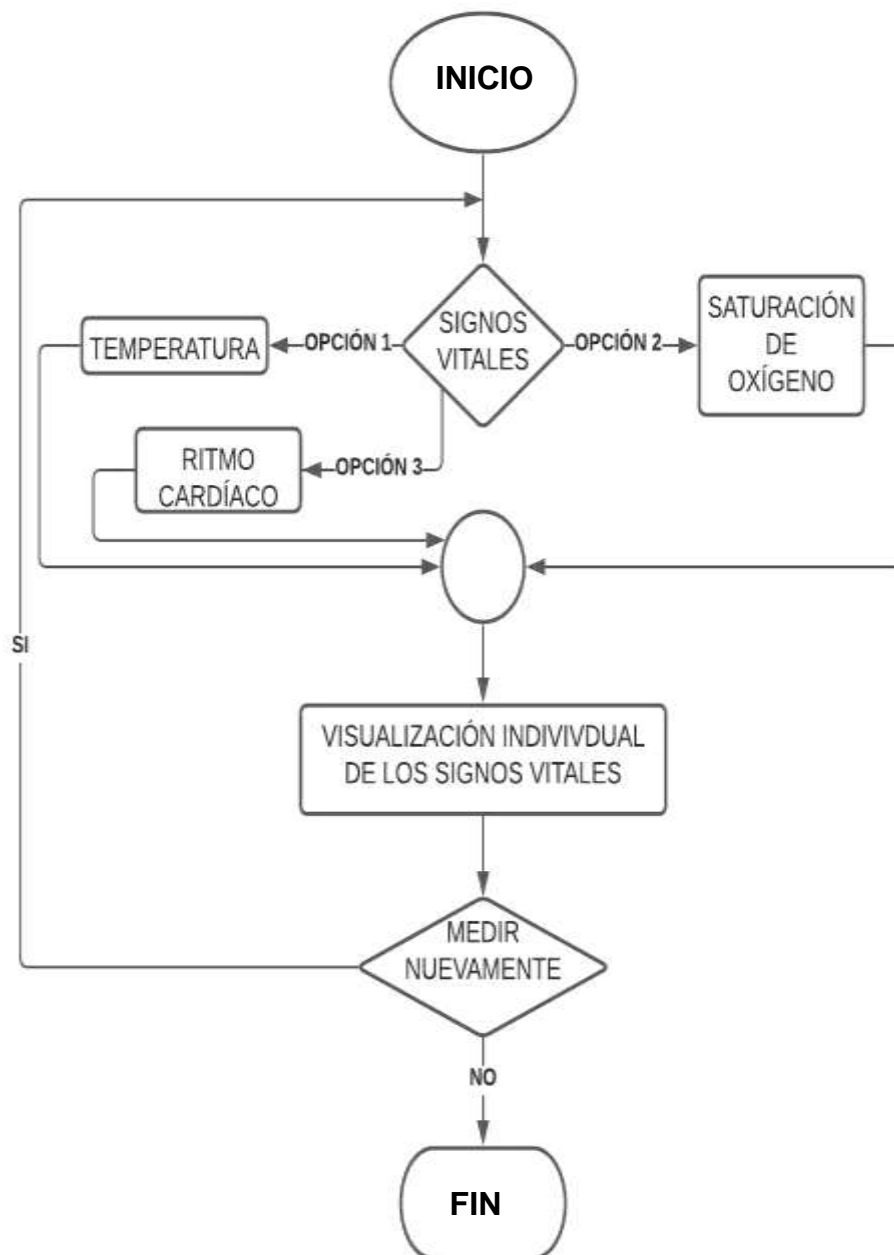 INICIO
SIGNOS
VITALES
OPCIÓN 1
TEMPERATURA
OPCIÓN 2
SATURACIÓN
DE
OXÍGENO
OPCIÓN 3
RITMO
CARDÍACO
SI
VISUALIZACIÓN INDIVIVDUAL
DE LOS SIGNOS VITALES
MEDIR
NUEVAMENTE
NO
FIN